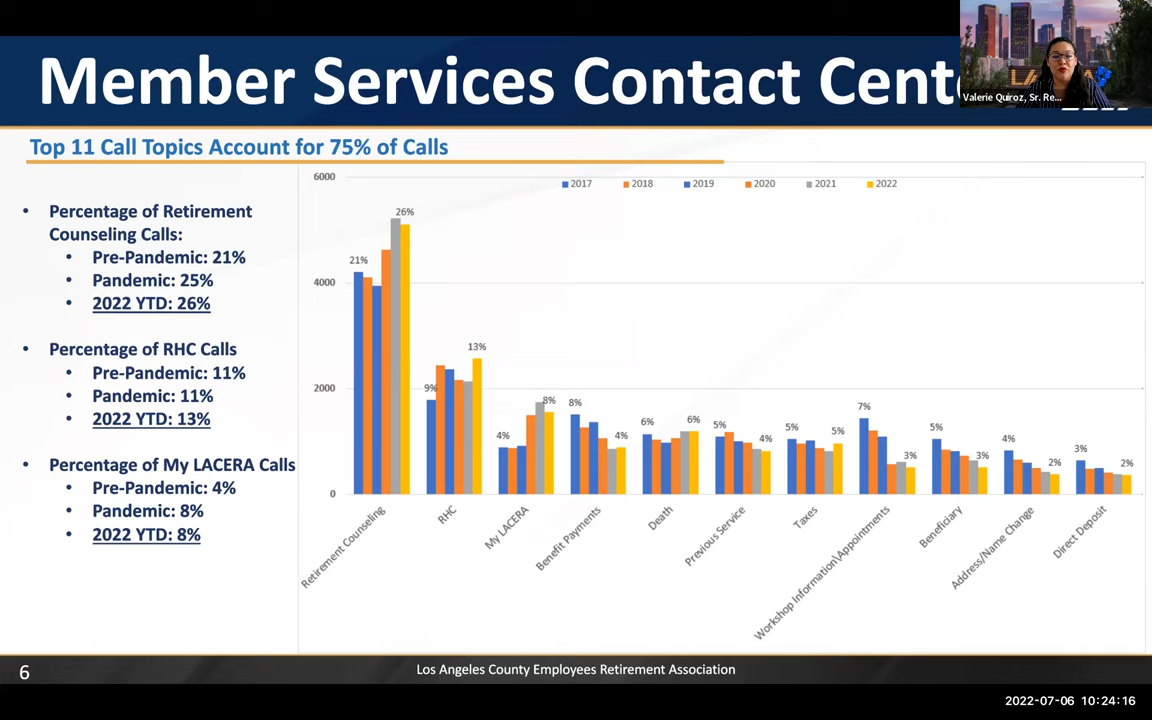 Member Services Contact Cent
Valerie Quiroz, Sr. Re...
Top 11 Call Topics Account for 75% of Calls
• Percentage of Retirement
Counseling Calls:
• Pre-Pandemic: 21%
• Pandemic: 25%
• 2022 YTD: 26%
• Percentage of RHC Calls
• Pre-Pandemic: 11%
• Pandemic: 11%
• 2022 YTD: 13%
• Percentage of My LACERA Calls
• Pre-Pandemic: 4%
• Pandemic: 8%
• 2022 YTD: 8%
2017 2018 2019 2020 2021 2022
6000
4000
2000
0
21% 26%
9% 13%
4% 8%
8% 4%
6% 6%
5% 4%
5% 5%
7% 3%
5% 3%
4% 2%
3% 2%
Retirement Counseling
RHC
My LACERA
Benefit Payments
Death
Previous Service
Taxes
Workshop Information\Appointments
Beneficiary
Address/Name Change
Direct Deposit
6
Los Angeles County Employees Retirement Association
2022-07-06 10:24:16